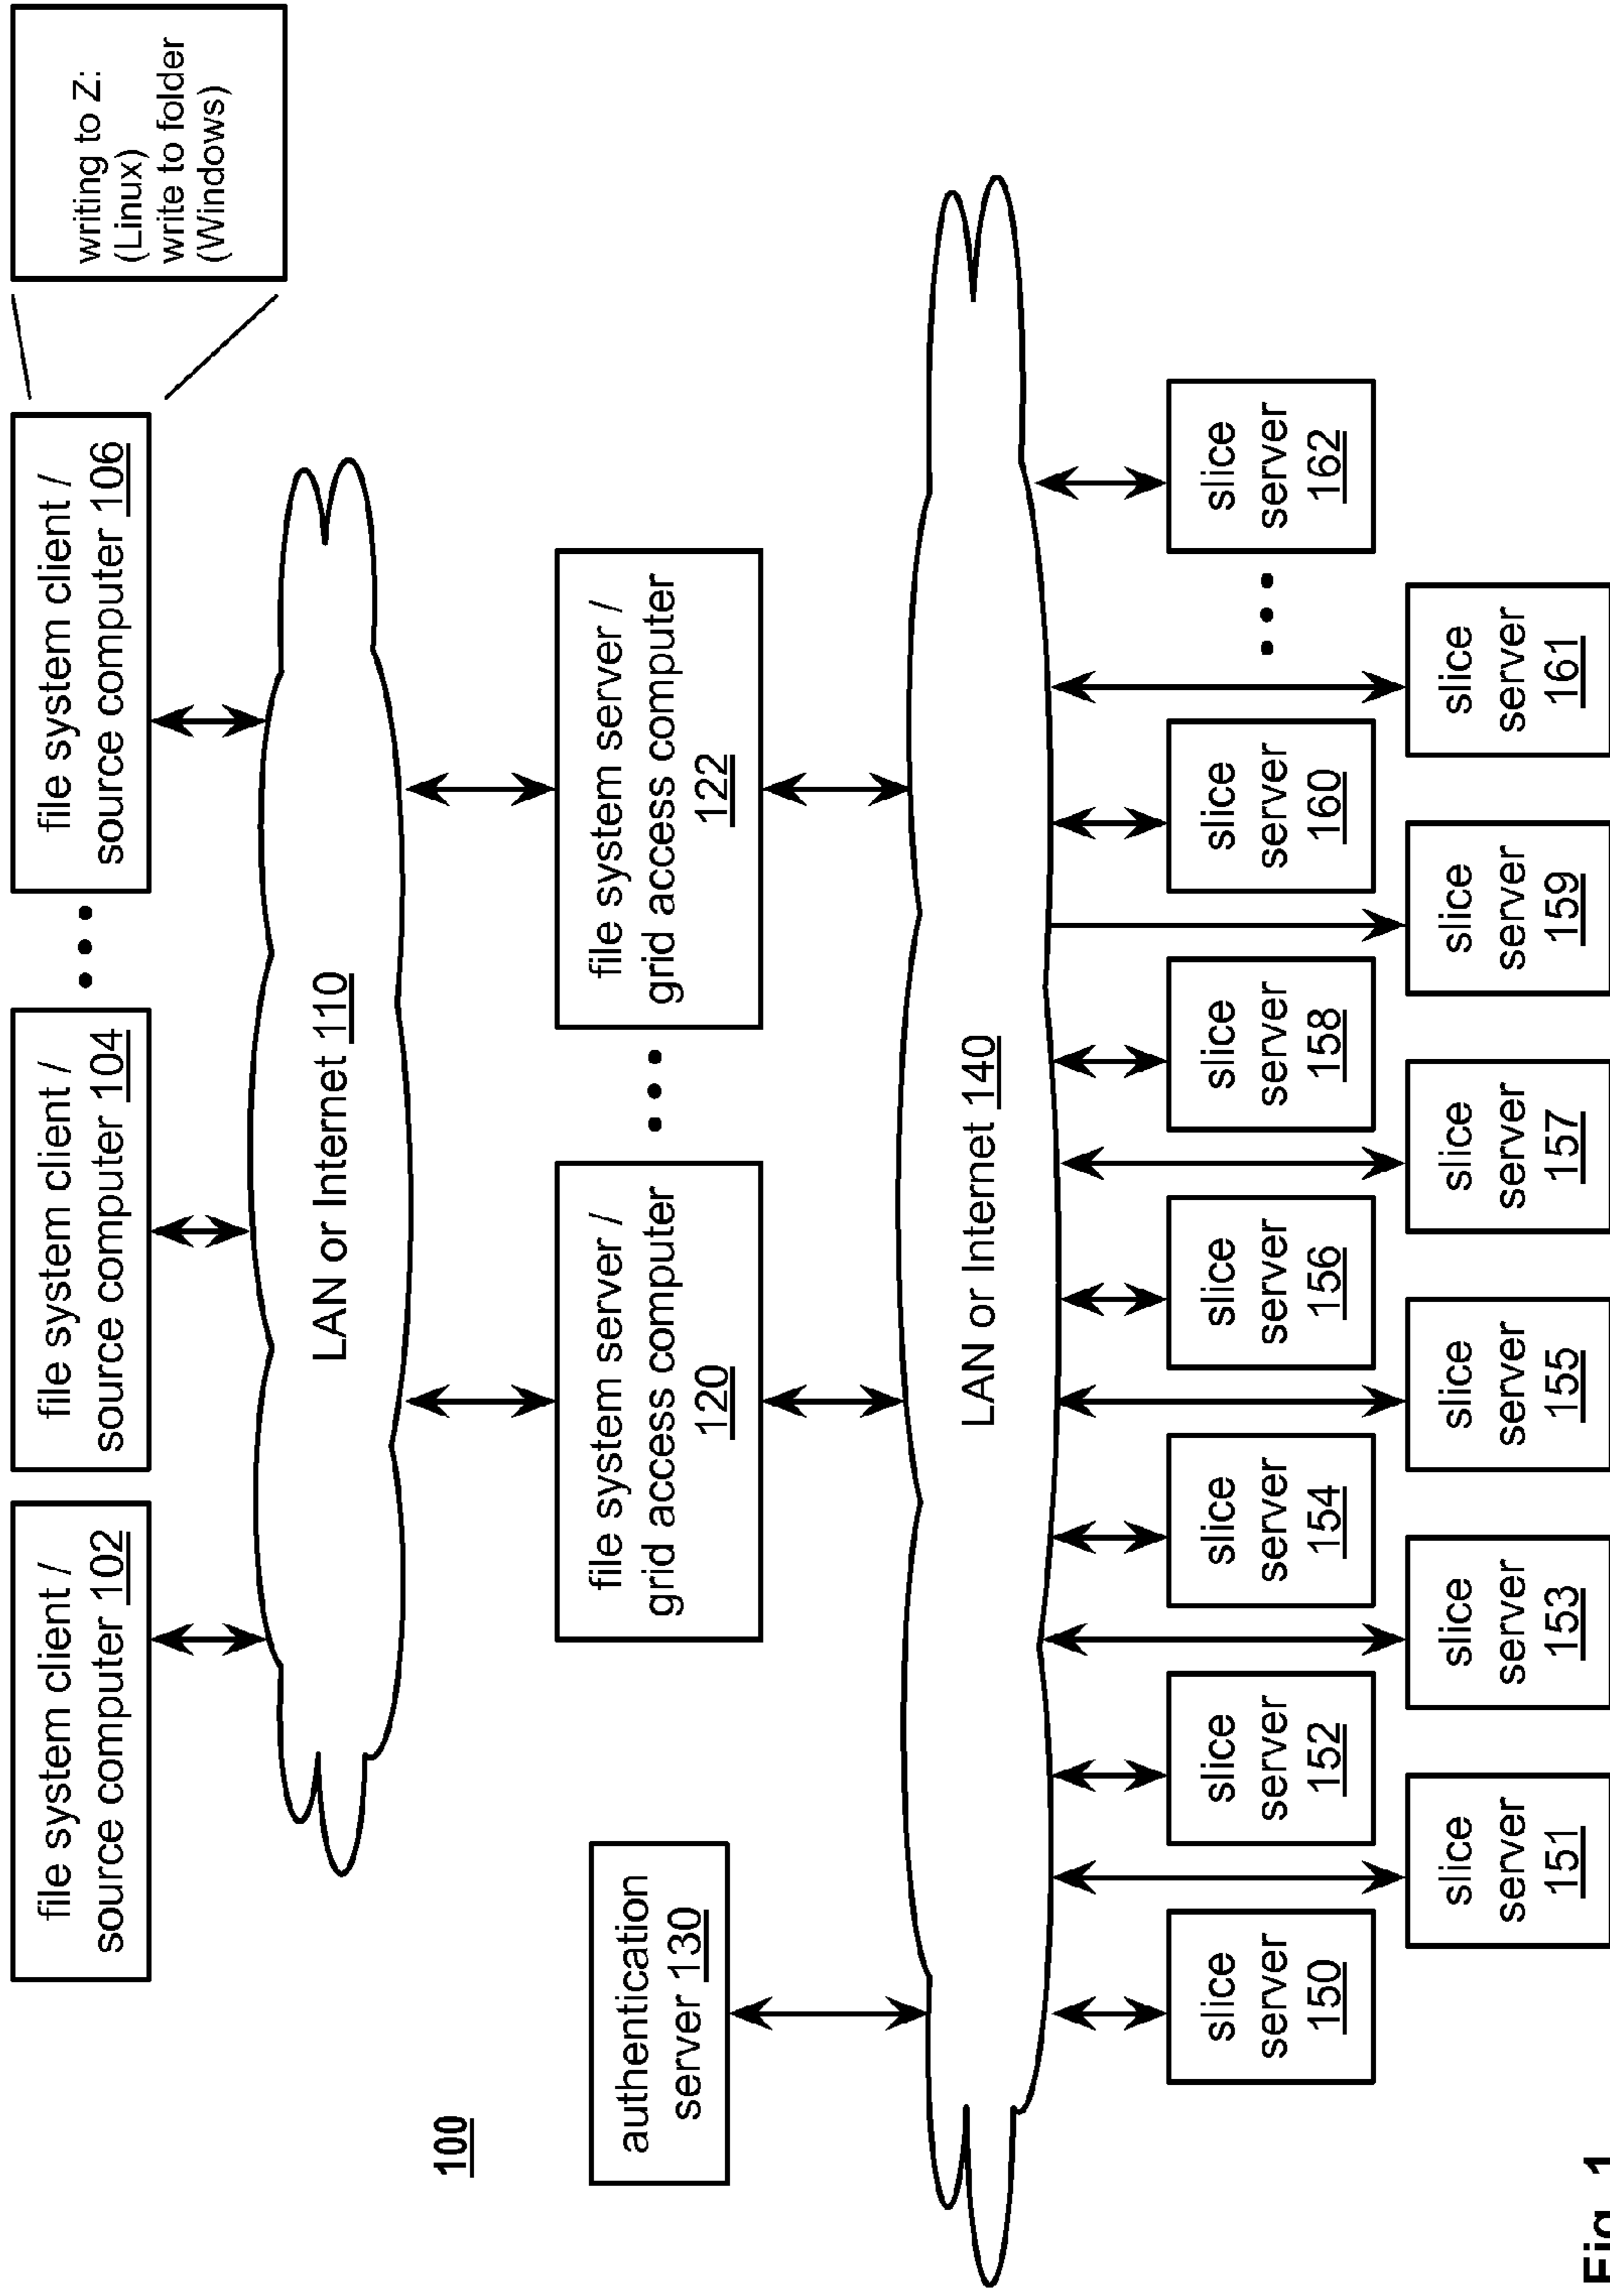 file system client /
source computer 102
file system client /
source computer 104
• • •
file system client /
source computer 106
writing to Z:
(Linux)
write to folder
(Windows)
LAN or Internet 110
100
authentication
server 130
file system server /
grid access computer
120
• • •
file system server /
grid access computer
122
LAN or Internet 140
slice
server
150
slice
server
152
slice
server
154
slice
server
156
slice
server
158
slice
server
160
• • •
slice
server
162
slice
server
151
slice
server
153
slice
server
155
slice
server
157
slice
server
159
slice
server
161
Fig. 1